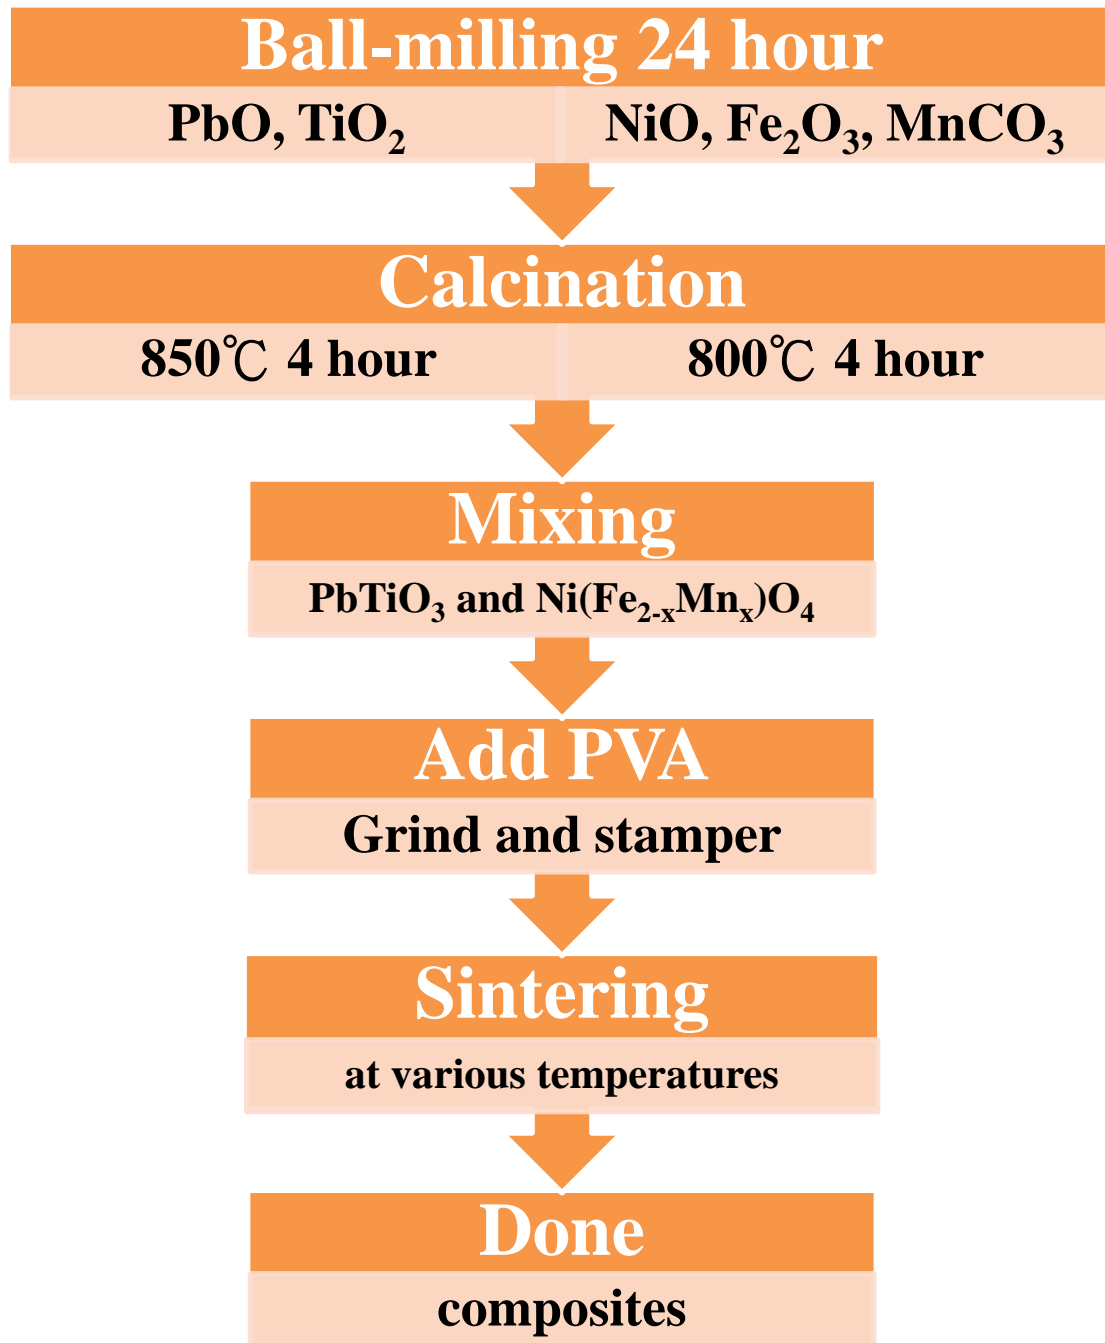 Ball-milling 24 hour
PbO, TiO₂
NiO, Fe₂O₃, MnCO₃
Calcination
850℃ 4 hour
800℃ 4 hour
Mixing
PbTiO₃ and Ni(Fe₂₋ₓMnₓ)O₄
Add PVA
Grind and stamper
Sintering
at various temperatures
Done
composites